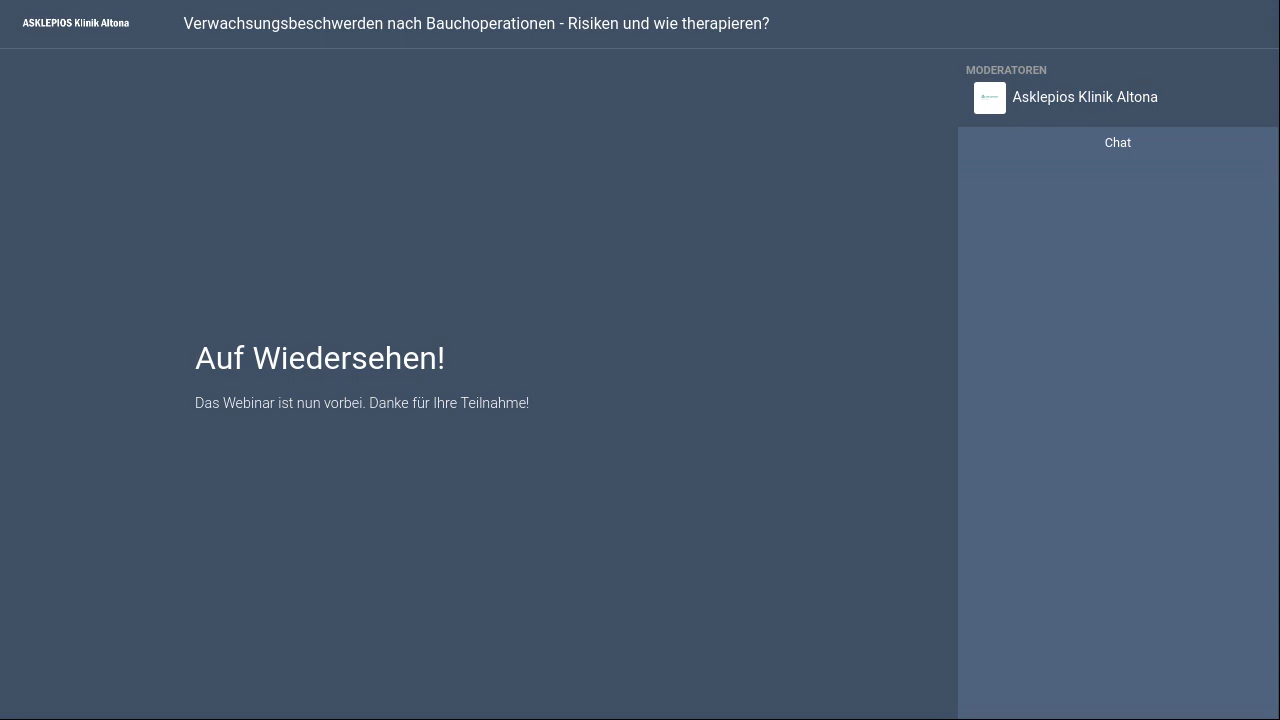 ASKLEPIOS Klinik Altona
Verwachsungsbeschwerden nach Bauchoperationen - Risiken und wie therapieren?
MODERATOREN
Asklepios Klinik Altona
Chat
Auf Wiedersehen!
Das Webinar ist nun vorbei. Danke für Ihre Teilnahme!